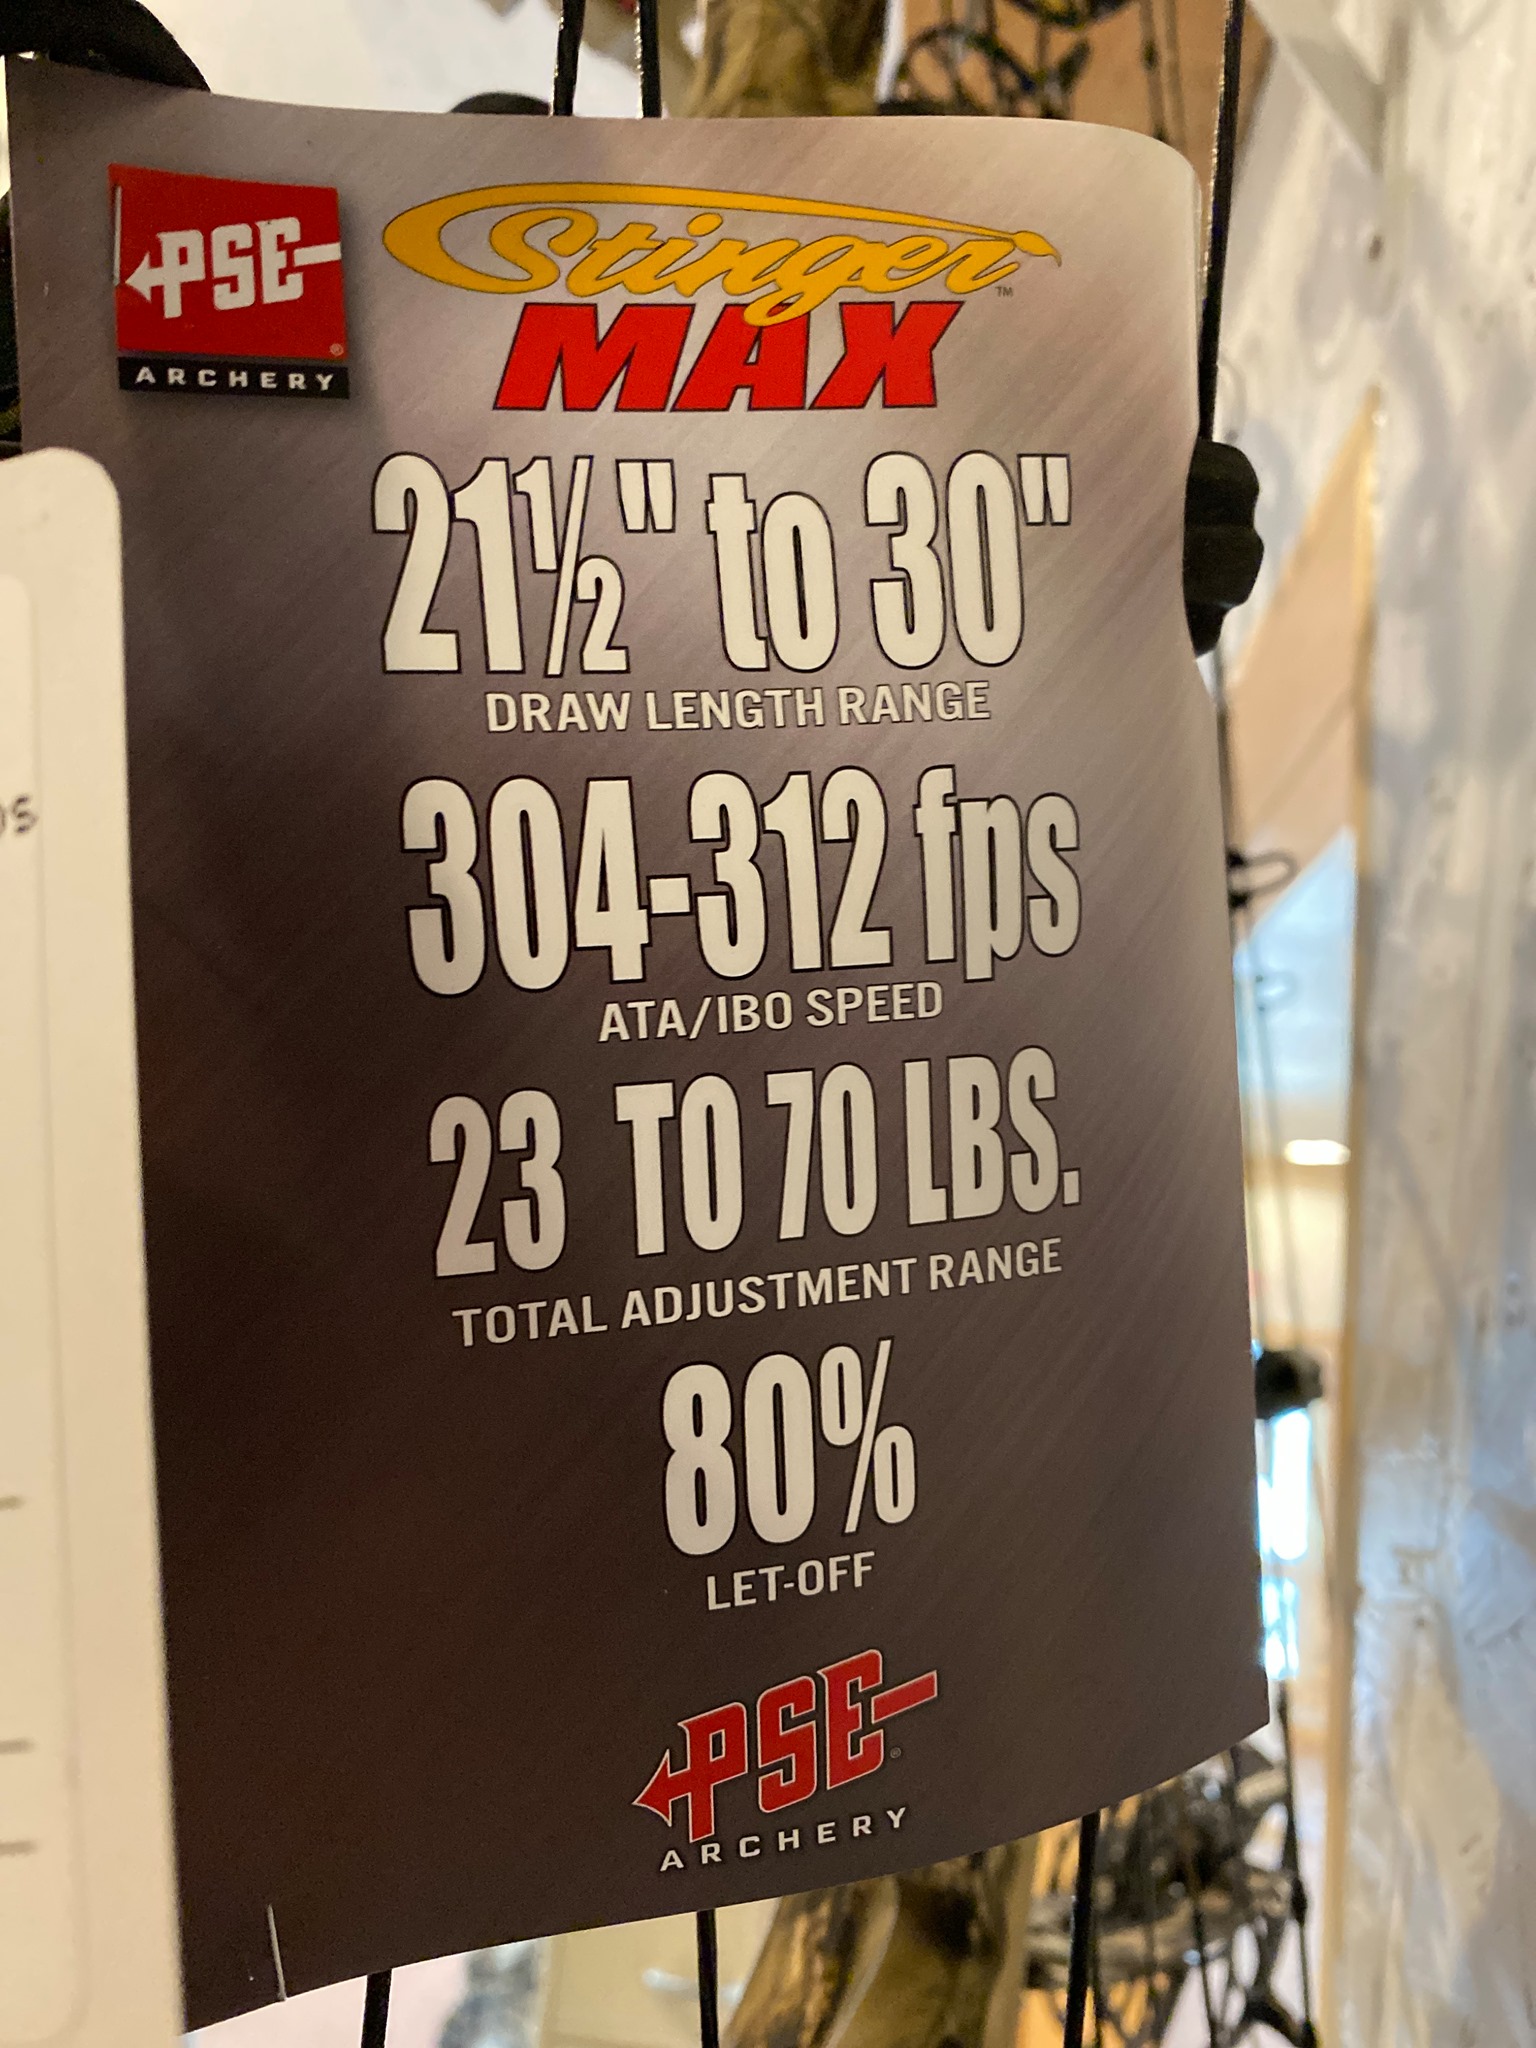 PSE
ARCHERY
Stinger™
MAX
21½" to 30"
DRAW LENGTH RANGE
304-312 fps
ATA/IBO SPEED
23 TO 70 LBS.
TOTAL ADJUSTMENT RANGE
80%
LET-OFF
PSE®
ARCHERY